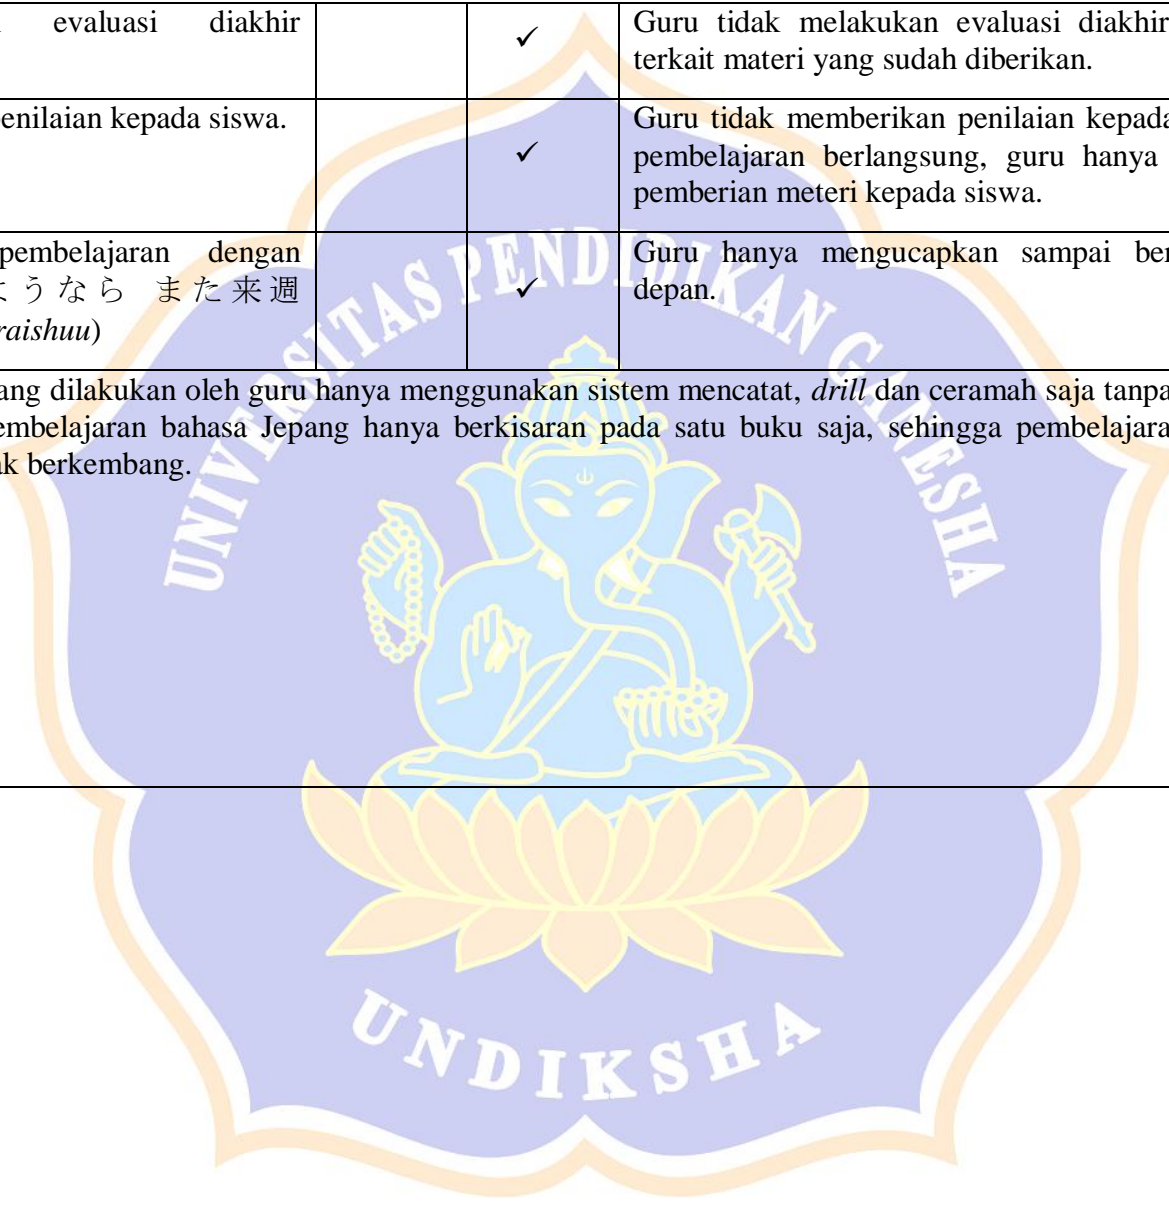 evaluasi diakhir
✓
Guru tidak melakukan evaluasi diakhir
terkait materi yang sudah diberikan.
enilaian kepada siswa.
✓
Guru tidak memberikan penilaian kepada
pembelajaran berlangsung, guru hanya
pemberian meteri kepada siswa.
pembelajaran dengan
ようなら また来週
raishuu)
✓
Guru hanya mengucapkan sampai ber
depan.
ang dilakukan oleh guru hanya menggunakan sistem mencatat, drill dan ceramah saja tanpa
embelajaran bahasa Jepang hanya berkisaran pada satu buku saja, sehingga pembelajara
ak berkembang.
UNIVERSITAS PENDIDIKAN GANESHA
UNDIKSHA